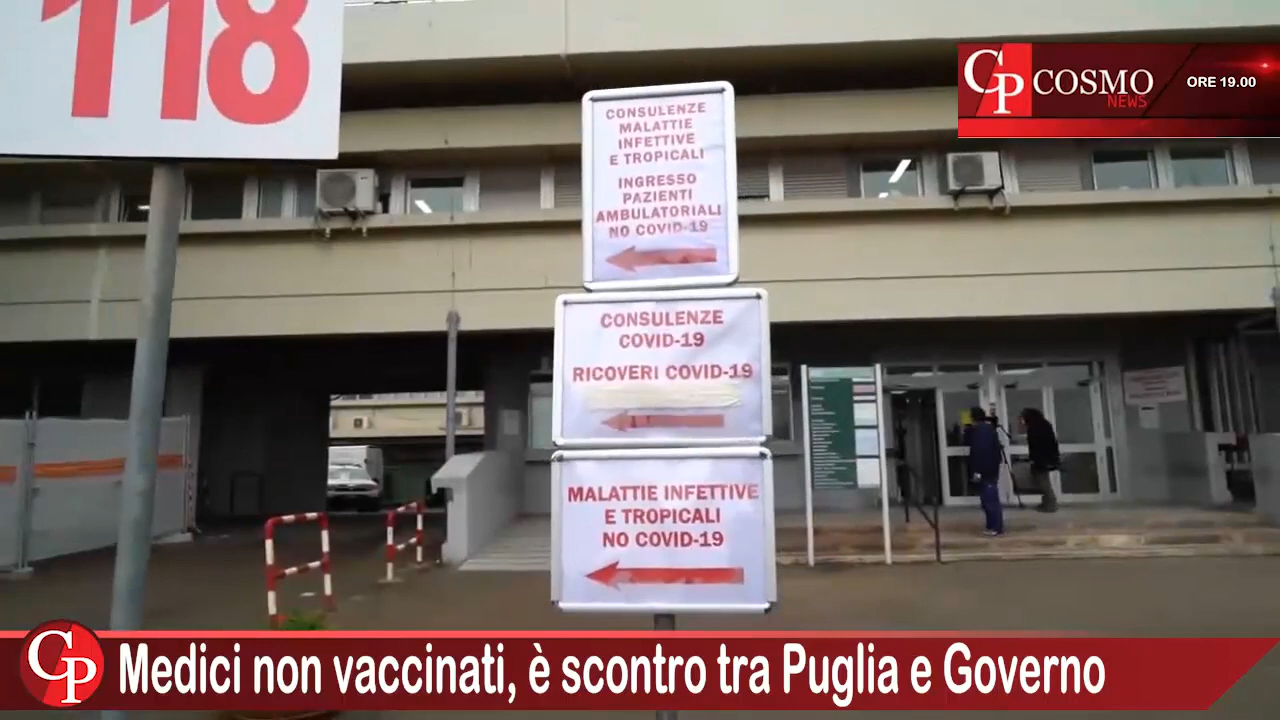 118
CP COSMO
NEWS
ORE 19.00
CONSULENZE
MALATTIE
INFETTIVE
E TROPICALI
INGRESSO
PAZIENTI
AMBULATORIALI
NO COVID-19
CONSULENZE
COVID-19
RICOVERI COVID-19
MALATTIE INFETTIVE
E TROPICALI
NO COVID-19
CP Medici non vaccinati, è scontro tra Puglia e Governo